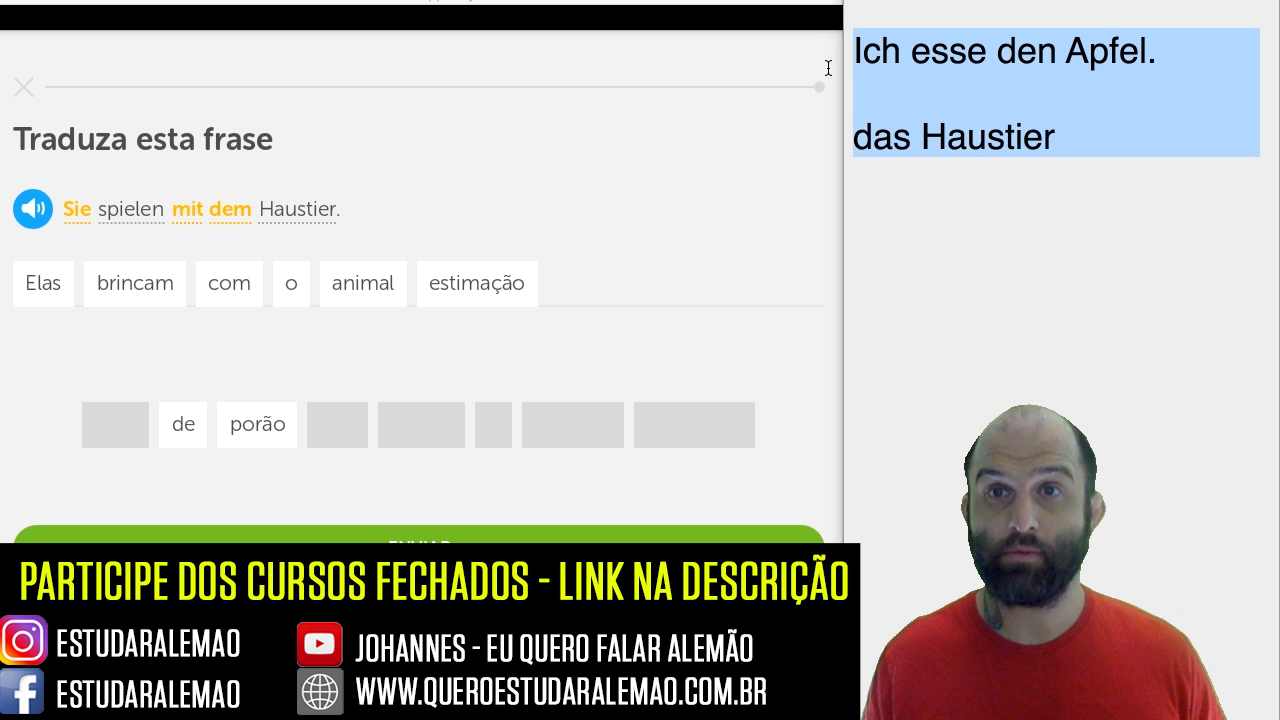 Ich esse den Apfel.
das Haustier
Traduza esta frase
Sie spielen mit dem Haustier.
Elas brincam com o animal estimação
de porão
PARTICIPE DOS CURSOS FECHADOS - LINK NA DESCRIÇÃO
ESTUDARALEMAO
JOHANNES - EU QUERO FALAR ALEMÃO
ESTUDARALEMAO
WWW.QUEROESTUDARALEMAO.COM.BR